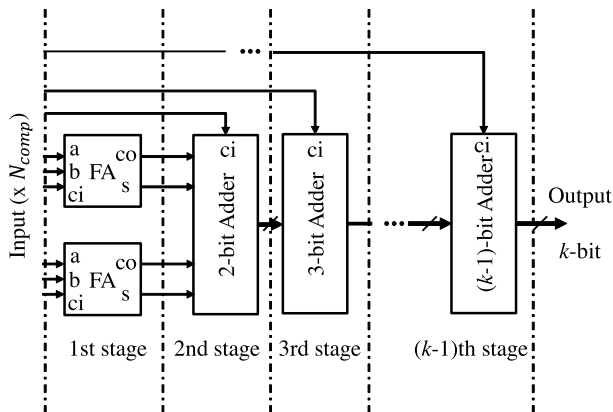 Input (x N_comp)
a
b
ci
FA
co
s
a
b
ci
FA
co
s
ci
2-bit Adder
ci
3-bit Adder
...
...
ci
(k-1)-bit Adder
Output
k-bit
1st stage
2nd stage
3rd stage
(k-1)th stage